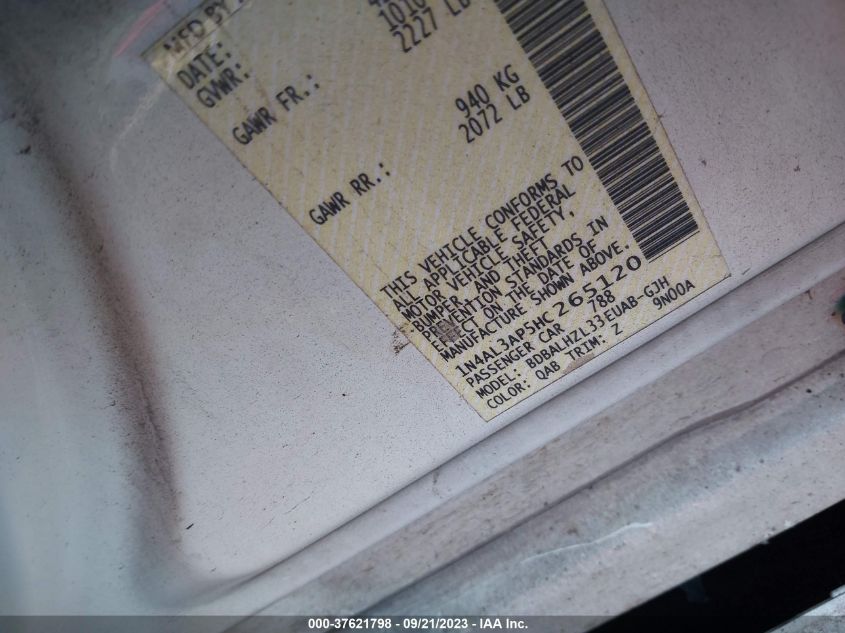 MFD BY
DATE:
GVWR:
GAWR FR.: 1010
2227 LB
GAWR RR.: 940 KG
2072 LB
THIS VEHICLE CONFORMS TO
ALL APPLICABLE FEDERAL
MOTOR VEHICLE SAFETY,
BUMPER, AND THEFT
PREVENTION STANDARDS IN
EFFECT ON THE DATE OF
MANUFACTURE SHOWN ABOVE.
1N4AL3AP5HC265120
PASSENGER CAR 788
MODEL: BDBALHZL33EUAB-GJH
COLOR: QAB TRIM: Z 9N00A
000-37621798 - 09/21/2023 - IAA Inc.